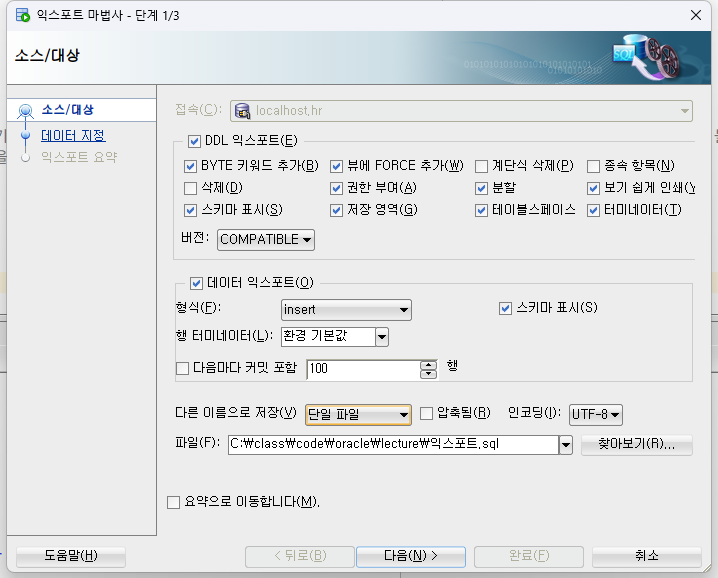 익스포트 마법사 - 단계 1/3
소스/대상
소스/대상
데이터 지정
익스포트 요약
접속(C): localhost.hr
DDL 익스포트(E)
BYTE 키워드 추가(B) 뷰에 FORCE 추가(W) 계단식 삭제(P) 종속 항목(N)
삭제(D) 권한 부여(A) 분할 보기 쉽게 인쇄(Y
스키마 표시(S) 저장 영역(G) 테이블스페이스 터미네이터(T)
버전: COMPATIBLE
데이터 익스포트(O)
형식(F): insert 스키마 표시(S)
행 터미네이터(L): 환경 기본값
다음마다 커밋 포함 100 행
다른 이름으로 저장(V) 단일 파일 압축됨(R) 인코딩(I): UTF-8
파일(F): C:₩class₩code₩oracle₩lecture₩익스포트.sql 찾아보기(R)...
요약으로 이동합니다(M).
도움말(H) < 뒤로(B) 다음(N) > 완료(F) 취소